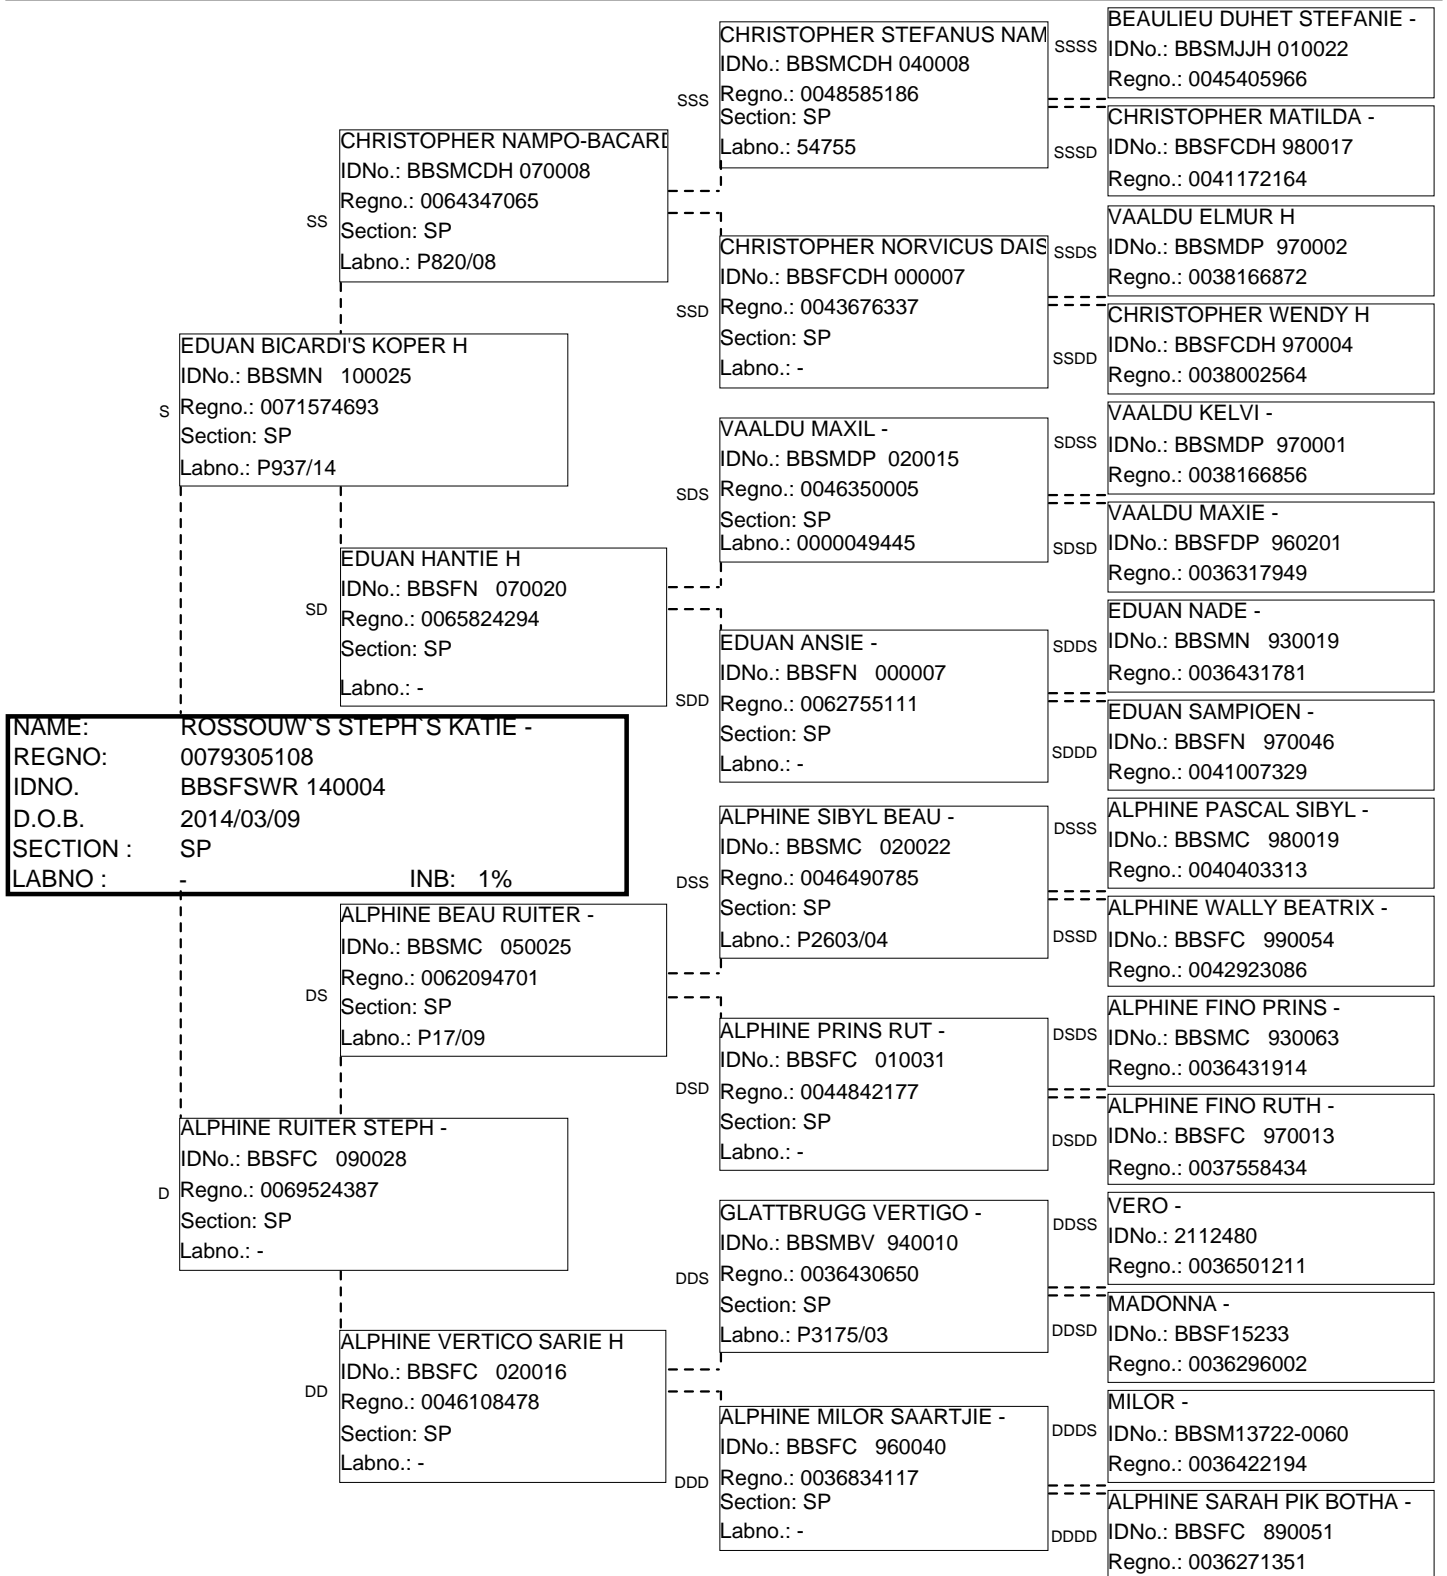 BEAULIEU DUHET STEFANIE -
SSSS IDNo.: BBSMJJH 010022
Regno.: 0045405966
CHRISTOPHER STEFANUS NAM
IDNo.: BBSMCDH 040008
SSS Regno.: 0048585186
Section: SP
Labno.: 54755
CHRISTOPHER MATILDA -
SSSD IDNo.: BBSFCDH 980017
Regno.: 0041172164
CHRISTOPHER NAMPO-BACARD
IDNo.: BBSMCDH 070008
Regno.: 0064347065
SS Section: SP
Labno.: P820/08
VAALDU ELMUR H
SSDS IDNo.: BBSMDP 970002
Regno.: 0038166872
CHRISTOPHER NORVICUS DAIS
IDNo.: BBSFCDH 000007
SSD Regno.: 0043676337
Section: SP
Labno.: -
CHRISTOPHER WENDY H
SSDD IDNo.: BBSFCDH 970004
Regno.: 0038002564
EDUAN BICARDI'S KOPER H
IDNo.: BBSMN 100025
S Regno.: 0071574693
Section: SP
Labno.: P937/14
VAALDU KELVI -
SDSS IDNo.: BBSMDP 970001
Regno.: 0038166856
VAALDU MAXIL -
IDNo.: BBSMDP 020015
SDS Regno.: 0046350005
Section: SP
Labno.: 0000049445
VAALDU MAXIE -
SDSD IDNo.: BBSFDP 960201
Regno.: 0036317949
EDUAN HANTIE H
IDNo.: BBSFN 070020
SD Regno.: 0065824294
Section: SP
Labno.: -
EDUAN NADE -
SDDS IDNo.: BBSMN 930019
Regno.: 0036431781
EDUAN ANSIE -
IDNo.: BBSFN 000007
SDD Regno.: 0062755111
Section: SP
Labno.: -
EDUAN SAMPIOEN -
SDDD IDNo.: BBSFN 970046
Regno.: 0041007329
NAME: ROSSOUW`S STEPH`S KATIE -
REGNO: 0079305108
IDNO. BBSFSWR 140004
D.O.B. 2014/03/09
SECTION : SP
LABNO : - INB: 1%
ALPHINE PASCAL SIBYL -
DSSS IDNo.: BBSMC 980019
Regno.: 0040403313
ALPHINE SIBYL BEAU -
IDNo.: BBSMC 020022
DSS Regno.: 0046490785
Section: SP
Labno.: P2603/04
ALPHINE WALLY BEATRIX -
DSSD IDNo.: BBSFC 990054
Regno.: 0042923086
ALPHINE BEAU RUITER -
IDNo.: BBSMC 050025
Regno.: 0062094701
DS Section: SP
Labno.: P17/09
ALPHINE FINO PRINS -
DSDS IDNo.: BBSMC 930063
Regno.: 0036431914
ALPHINE PRINS RUT -
IDNo.: BBSFC 010031
DSD Regno.: 0044842177
Section: SP
Labno.: -
ALPHINE FINO RUTH -
DSDD IDNo.: BBSFC 970013
Regno.: 0037558434
ALPHINE RUITER STEPH -
IDNo.: BBSFC 090028
D Regno.: 0069524387
Section: SP
Labno.: -
VERO -
DDSS IDNo.: 2112480
Regno.: 0036501211
GLATTBRUGG VERTIGO -
IDNo.: BBSMBV 940010
DDS Regno.: 0036430650
Section: SP
Labno.: P3175/03
MADONNA -
DDSD IDNo.: BBSF15233
Regno.: 0036296002
ALPHINE VERTICO SARIE H
IDNo.: BBSFC 020016
DD Regno.: 0046108478
Section: SP
Labno.: -
MILOR -
DDDS IDNo.: BBSM13722-0060
Regno.: 0036422194
ALPHINE MILOR SAARTJIE -
IDNo.: BBSFC 960040
DDD Regno.: 0036834117
Section: SP
Labno.: -
ALPHINE SARAH PIK BOTHA -
DDDD IDNo.: BBSFC 890051
Regno.: 0036271351